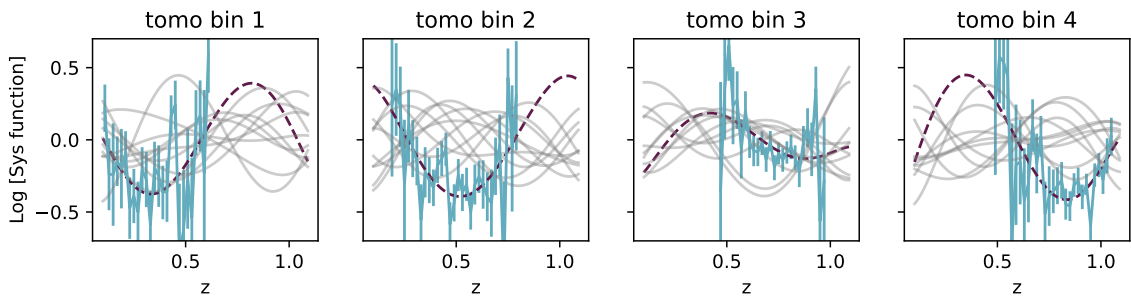 tomo bin 1 tomo bin 2 tomo bin 3 tomo bin 4
Log [Sys function]
0.5
0.0
−0.5
0.5 1.0 0.5 1.0 0.5 1.0 0.5 1.0
z z z z